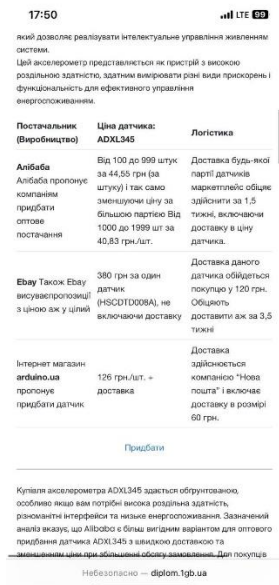 17:50
LTE 99
який дозволяє реалізувати інтелектуальне управління живленням
системи.
Цей акселерометр представляється як пристрій з високою
роздільною здатністю, здатним вимірювати різні види прискорень і
функціональність для ефективного управління
енергоспоживанням.
Постачальник
(Виробництво)
Ціна датчика:
ADXL345
Логістика
Алібаба
Алібаба пропонує
компаніям
придбати
оптове
постачання
Від 100 до 999 штук
за 44,55 грн (за
штуку) і так само
зменшуючи ціну за
більшою партією Від
1000 до 1999 шт за
40,83 грн./шт.
Доставка будь-якої
партії датчиків
маркетплейс обіцяє
здійснити за 1,5
тижні, включаючи
доставку в ціну
датчика.
Ebay Також Ebay
висуваєпропозиції
з ціною аж у цілий
380 грн за один
датчик
(HSCDTD008A), не
включаючи доставку
Доставка даного
датчика обійдеться
покупцю у 120 грн.
Обіцяють
доставити аж за 3,5
тижні
Інтернет магазин
arduino.ua
пропонує
придбати датчик
126 грн./шт. +
доставка
Доставка
здійснюється
компанією "Нова
пошта" і включає
доставку в розмірі
60 грн.
Придбати
Купівля акселерометра ADXL345 здається обґрунтованою,
особливо якщо вам потрібні висока роздільна здатність,
різноманітні інтерфейси та низьке енергоспоживання. Зазначений
аналіз вказує, що Alibaba є більш вигідним варіантом для оптового
придбання датчика ADXL345 з швидкою доставкою та
зменшенням ціни при збільшенні обсягу замовлення. Для покупців
Небезопасно — diplom.1gb.ua